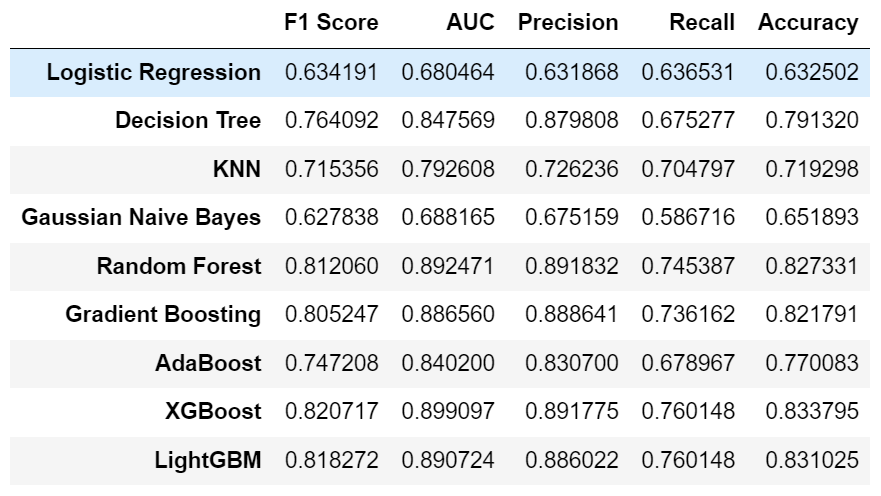 F1 Score AUC Precision Recall Accuracy
Logistic Regression 0.634191 0.680464 0.631868 0.636531 0.632502
Decision Tree 0.764092 0.847569 0.879808 0.675277 0.791320
KNN 0.715356 0.792608 0.726236 0.704797 0.719298
Gaussian Naive Bayes 0.627838 0.688165 0.675159 0.586716 0.651893
Random Forest 0.812060 0.892471 0.891832 0.745387 0.827331
Gradient Boosting 0.805247 0.886560 0.888641 0.736162 0.821791
AdaBoost 0.747208 0.840200 0.830700 0.678967 0.770083
XGBoost 0.820717 0.899097 0.891775 0.760148 0.833795
LightGBM 0.818272 0.890724 0.886022 0.760148 0.831025